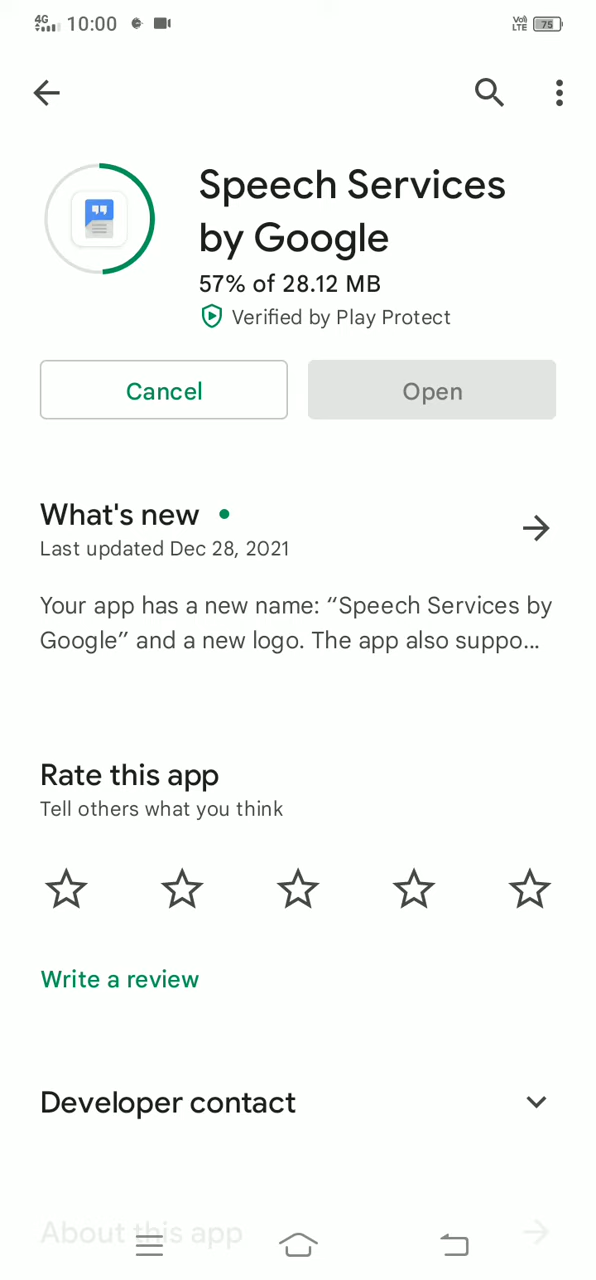 4G 10:00 Vo) LTE 75
Speech Services
by Google
57% of 28.12 MB
Verified by Play Protect
Cancel Open
What's new
Last updated Dec 28, 2021
Your app has a new name: “Speech Services by
Google” and a new logo. The app also suppo...
Rate this app
Tell others what you think
Write a review
Developer contact
About this app